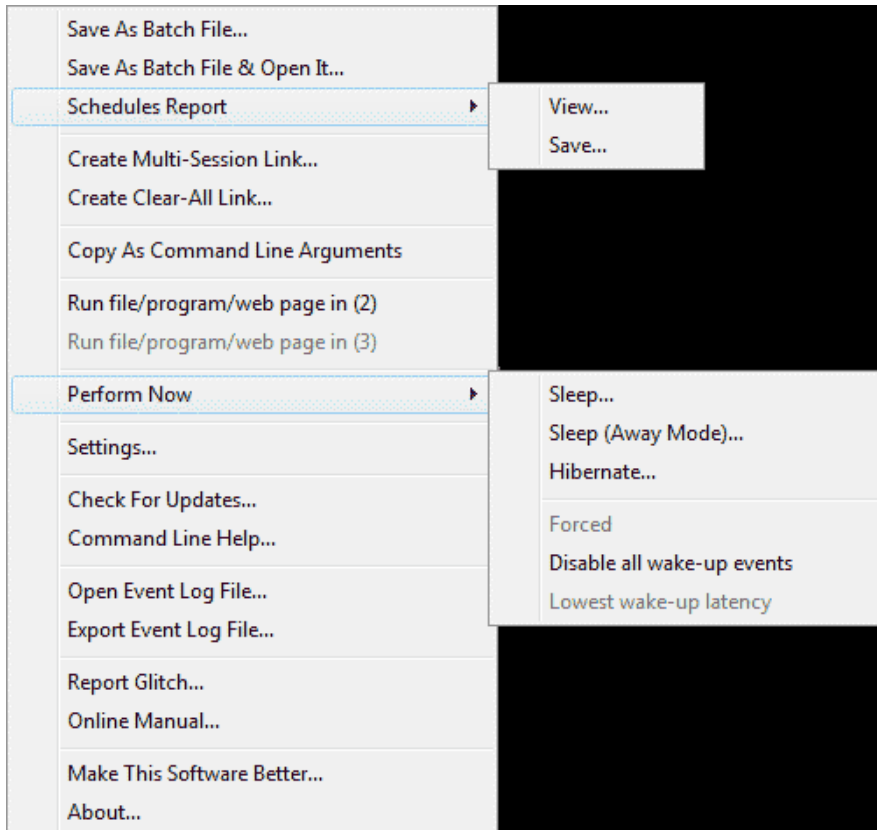 Save As Batch File...
Save As Batch File & Open It...
Schedules Report
View...
Save...
Create Multi-Session Link...
Create Clear-All Link...
Copy As Command Line Arguments
Run file/program/web page in (2)
Run file/program/web page in (3)
Perform Now
Sleep...
Sleep (Away Mode)...
Hibernate...
Forced
Disable all wake-up events
Lowest wake-up latency
Settings...
Check For Updates...
Command Line Help...
Open Event Log File...
Export Event Log File...
Report Glitch...
Online Manual...
Make This Software Better...
About...